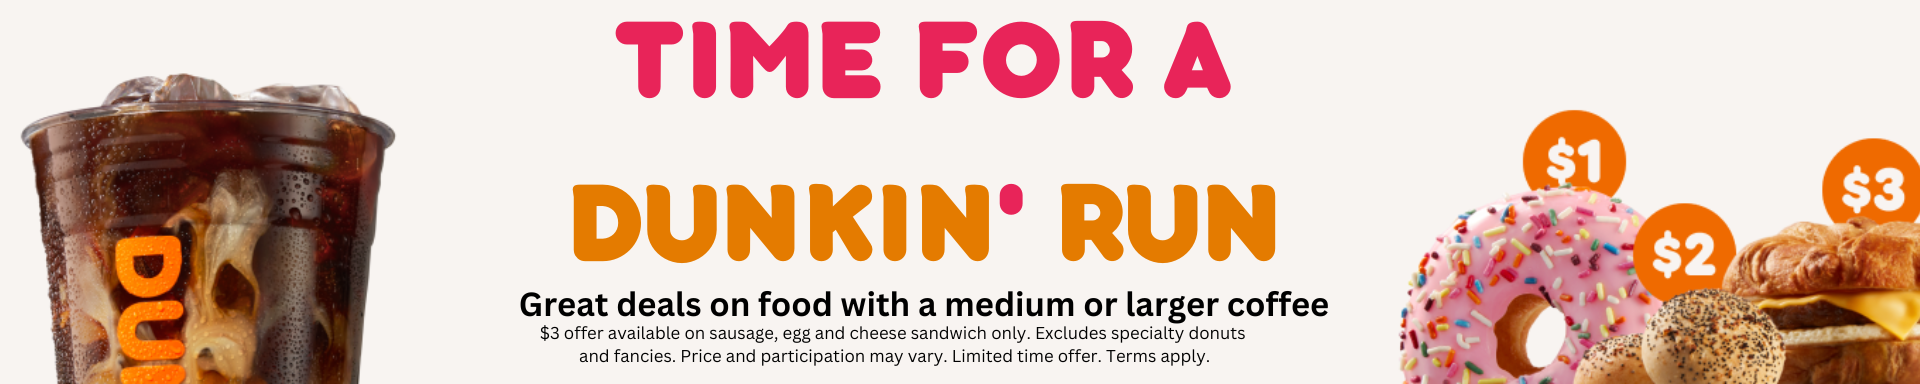 TIME FOR A
DUNKIN' RUN
Great deals on food with a medium or larger coffee
$3 offer available on sausage, egg and cheese sandwich only. Excludes specialty donuts
and fancies. Price and participation may vary. Limited time offer. Terms apply.
DUN
$1
$2
$3